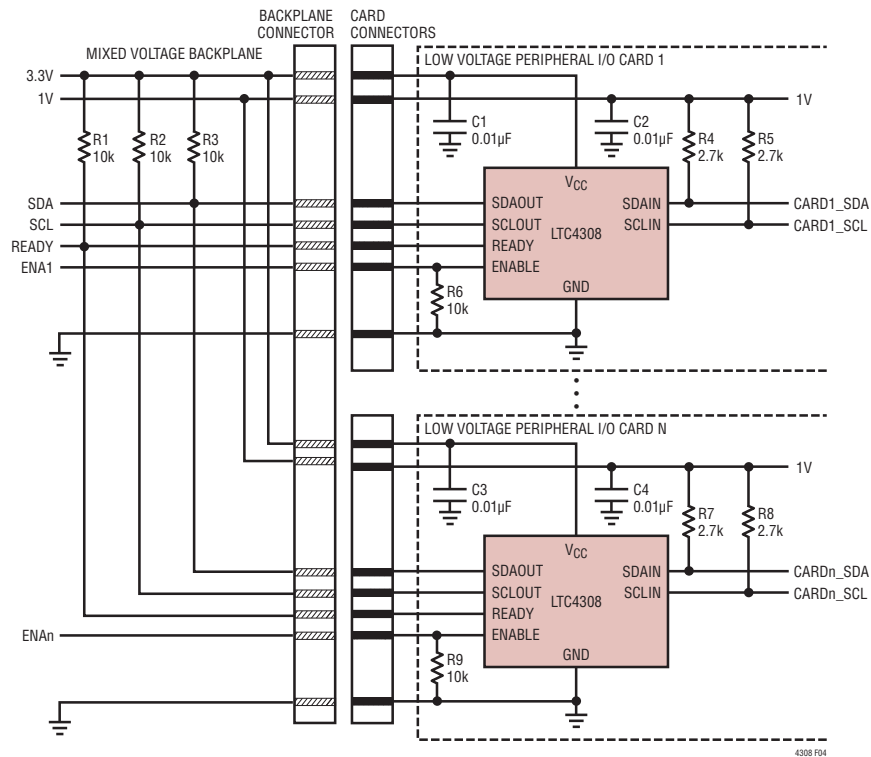 BACKPLANE
CONNECTOR
CARD
CONNECTORS
MIXED VOLTAGE BACKPLANE
3.3V
1V
R1
10k
R2
10k
R3
10k
SDA
SCL
READY
ENA1
LOW VOLTAGE PERIPHERAL I/O CARD 1
C1
0.01µF
C2
0.01µF
R4
2.7k
R5
2.7k
1V
VCC
SDAOUT
SCLOUT
READY
ENABLE
LTC4308
SDAIN
SCLIN
GND
CARD1_SDA
CARD1_SCL
R6
10k
LOW VOLTAGE PERIPHERAL I/O CARD N
C3
0.01µF
C4
0.01µF
R7
2.7k
R8
2.7k
1V
VCC
SDAOUT
SCLOUT
READY
ENABLE
LTC4308
SDAIN
SCLIN
GND
CARDn_SDA
CARDn_SCL
ENAn
R9
10k
4308 F04